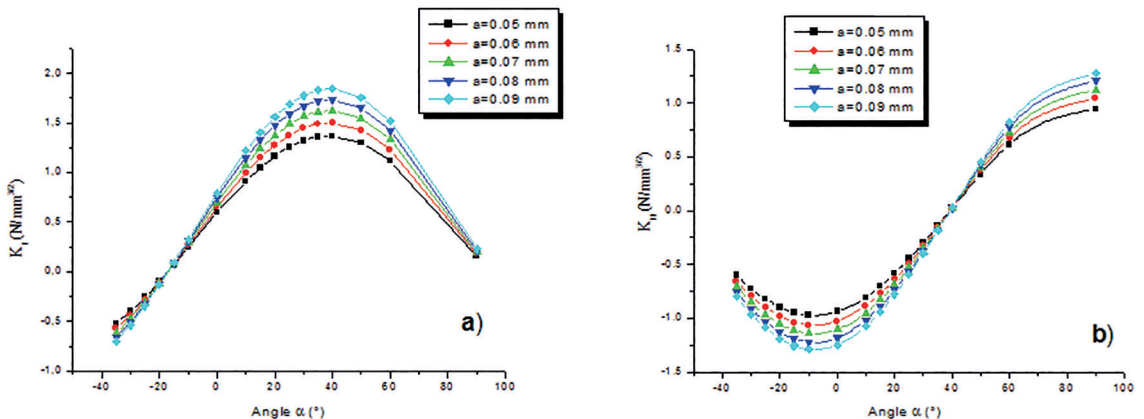 a=0.05 mm
a=0.06 mm
a=0.07 mm
a=0.08 mm
a=0.09 mm
K_I (N/mm^3/2)
2.0
1.5
1.0
0.5
0.0
-0.5
-1.0
-40
-20
0
20
40
60
80
100
Angle α (°)
a)
a=0.05 mm
a=0.06 mm
a=0.07 mm
a=0.08 mm
a=0.09 mm
K_II (N/mm^3/2)
1.0
0.5
0.0
-0.5
-1.0
-1.5
-40
-20
0
20
40
60
80
100
Angle α (°)
b)